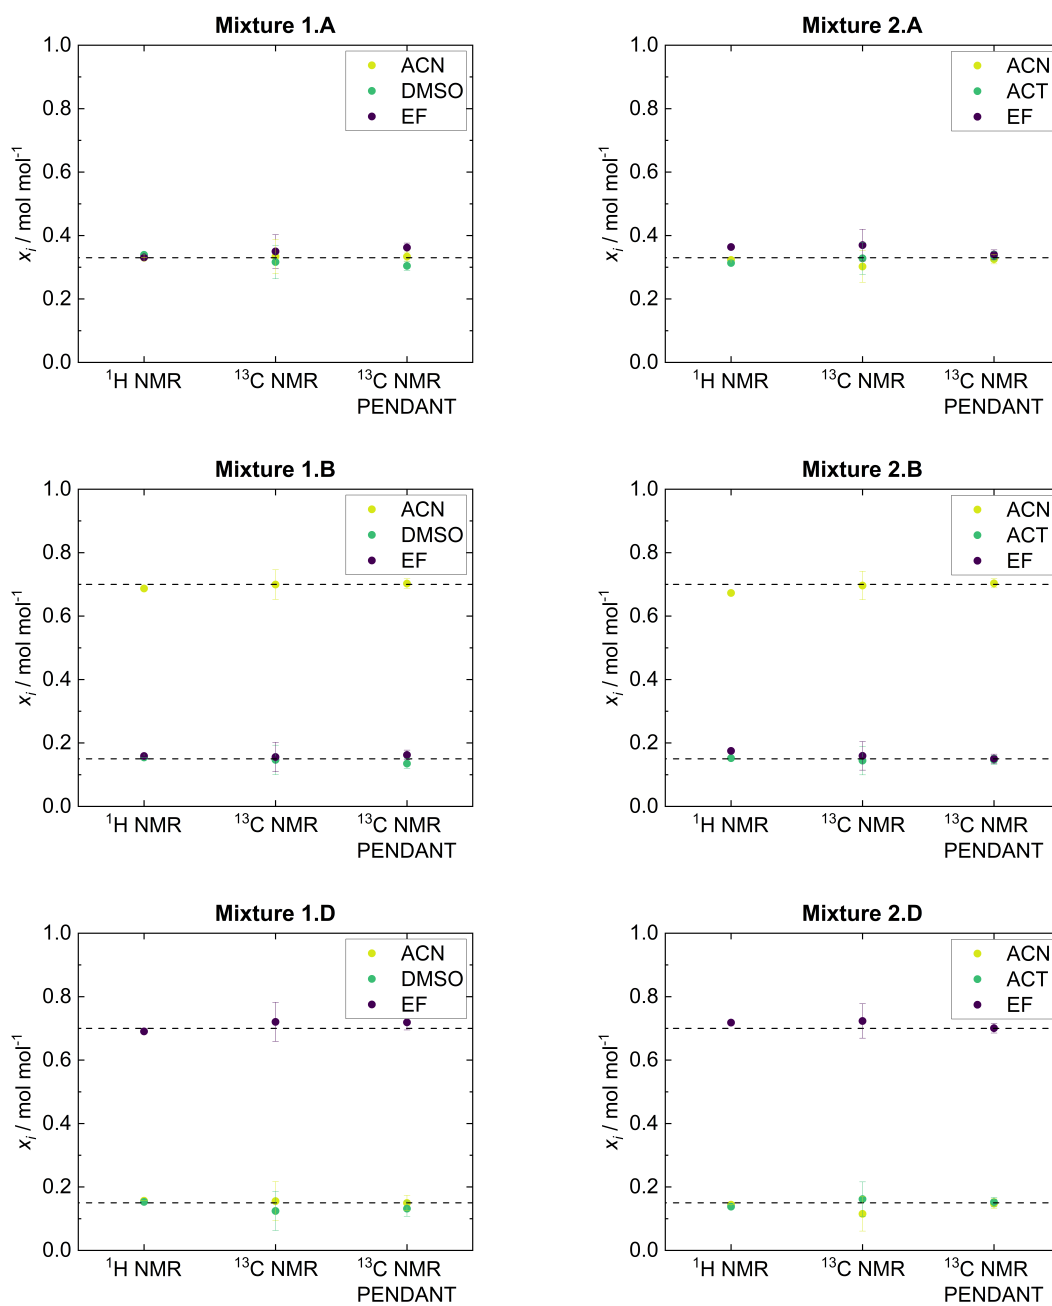 Mixture 1.A
1.0
0.8
0.6
0.4
0.2
0.0
xᵢ / mol mol⁻¹
ACN
DMSO
EF
¹H NMR
¹³C NMR
¹³C NMR
PENDANT
Mixture 2.A
1.0
0.8
0.6
0.4
0.2
0.0
xᵢ / mol mol⁻¹
ACN
ACT
EF
¹H NMR
¹³C NMR
¹³C NMR
PENDANT
Mixture 1.B
1.0
0.8
0.6
0.4
0.2
0.0
xᵢ / mol mol⁻¹
ACN
DMSO
EF
¹H NMR
¹³C NMR
¹³C NMR
PENDANT
Mixture 2.B
1.0
0.8
0.6
0.4
0.2
0.0
xᵢ / mol mol⁻¹
ACN
ACT
EF
¹H NMR
¹³C NMR
¹³C NMR
PENDANT
Mixture 1.D
1.0
0.8
0.6
0.4
0.2
0.0
xᵢ / mol mol⁻¹
ACN
DMSO
EF
¹H NMR
¹³C NMR
¹³C NMR
PENDANT
Mixture 2.D
1.0
0.8
0.6
0.4
0.2
0.0
xᵢ / mol mol⁻¹
ACN
ACT
EF
¹H NMR
¹³C NMR
¹³C NMR
PENDANT